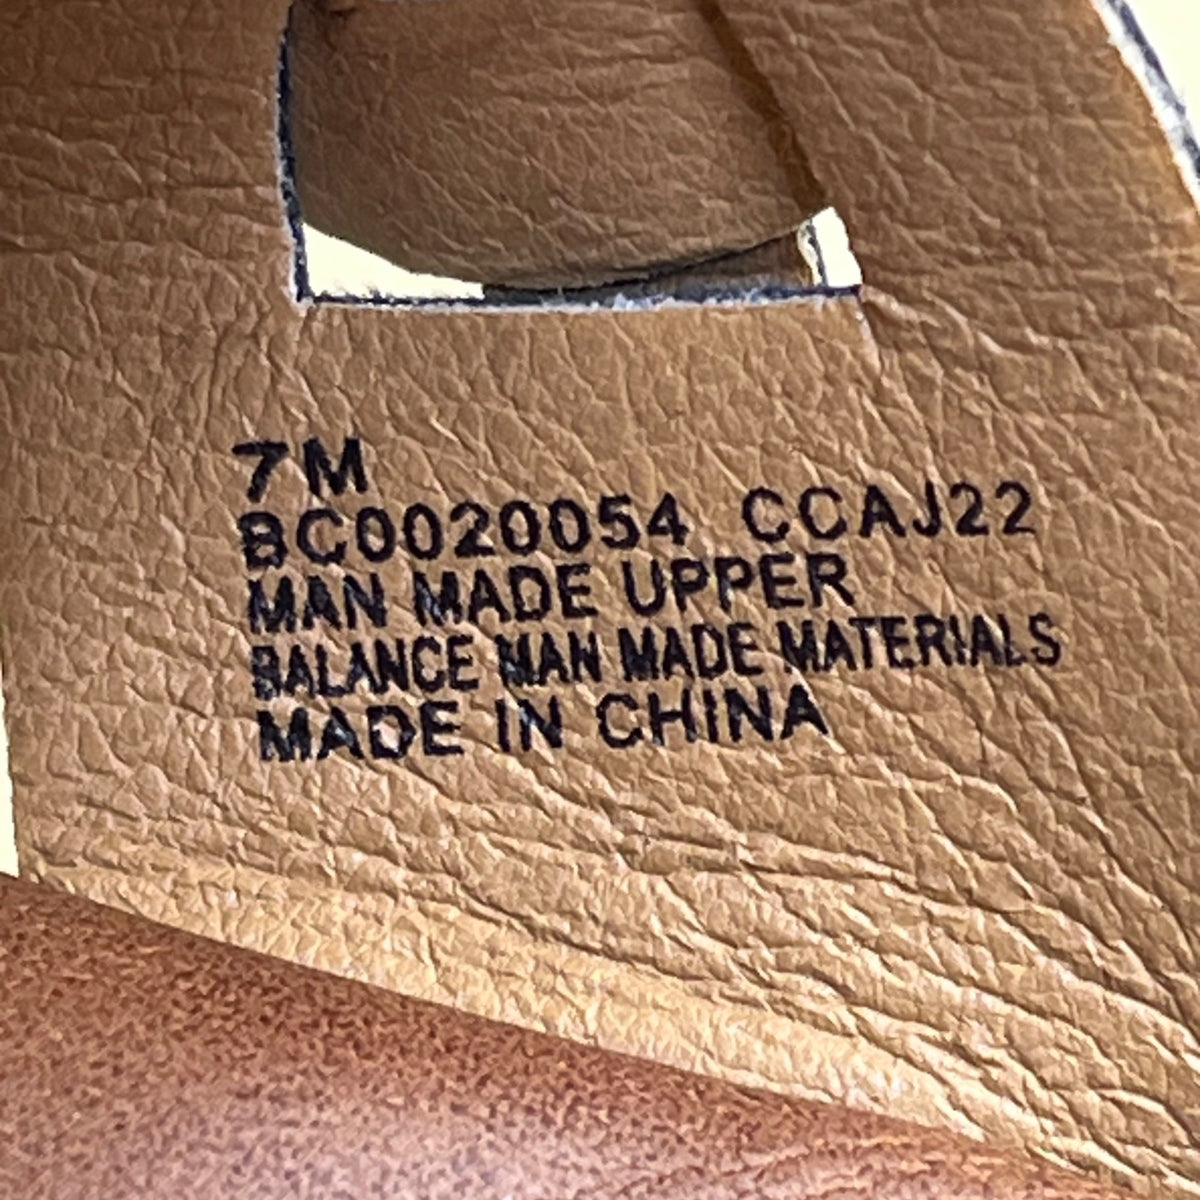 7M
BC0020054 CCAJ22
MAN MADE UPPER
BALANCE MAN MADE MATERIALS
MADE IN CHINA